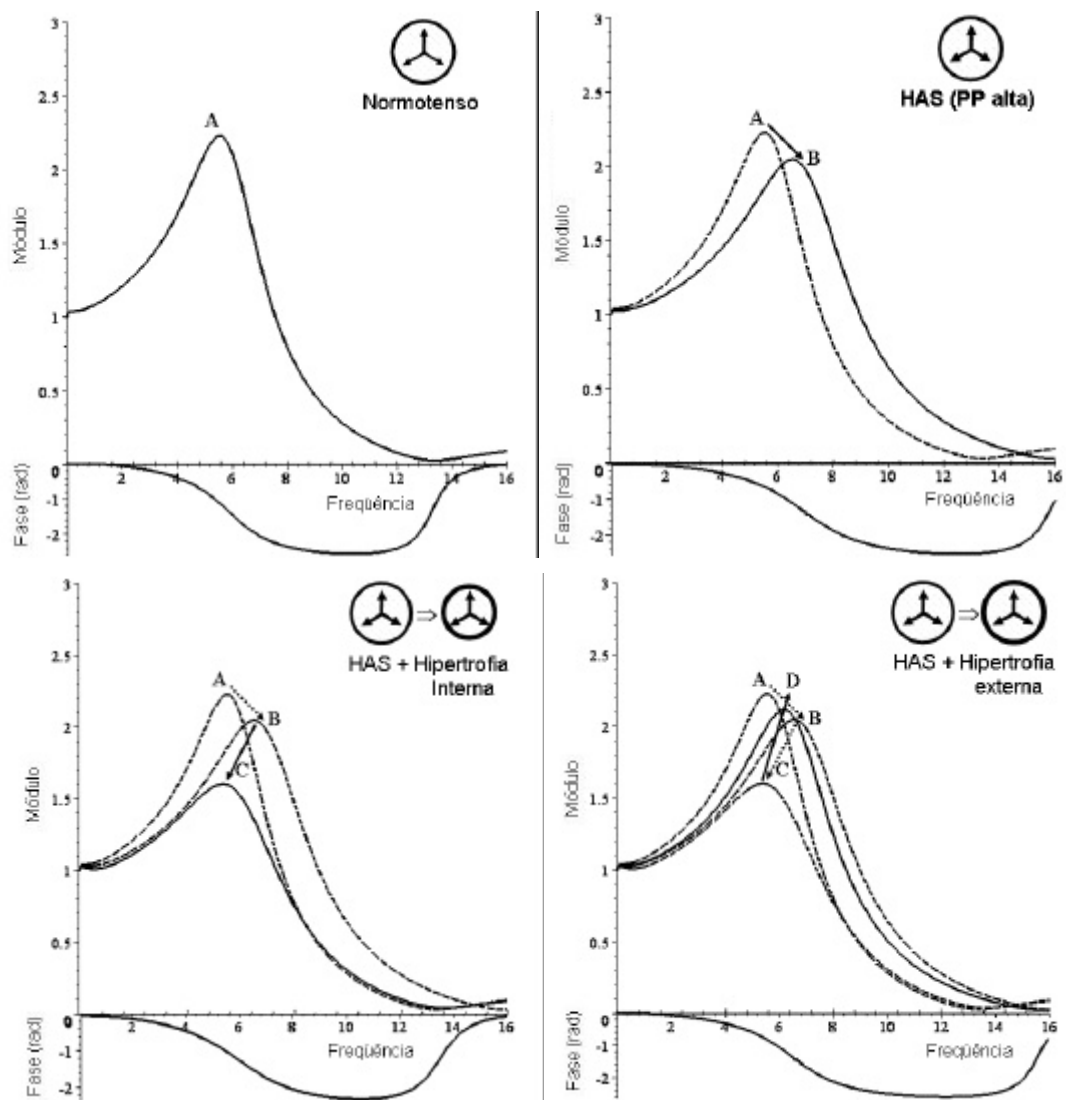 3
2.5
2
1.5
1
0.5
Módulo
A
Normotenso
0
-1
-2
Fase (rad)
2 4 6 8 10 12 14 16
Freqüência
3
2.5
2
1.5
1
0.5
Módulo
A
B
HAS (PP alta)
0
-1
-2
Fase (rad)
2 4 6 8 10 12 14 16
Freqüência
3
2.5
2
1.5
1
0.5
Módulo
A
B
C
⇒
HAS + Hipertrofia
Interna
0
-1
-2
Fase (rad)
2 4 6 8 10 12 14 16
Freqüência
3
2.5
2
1.5
1
0.5
Módulo
A D
B
C
⇒
HAS + Hipertrofia
externa
0
-1
-2
Fase (rad)
2 4 6 8 10 12 14 16
Freqüência